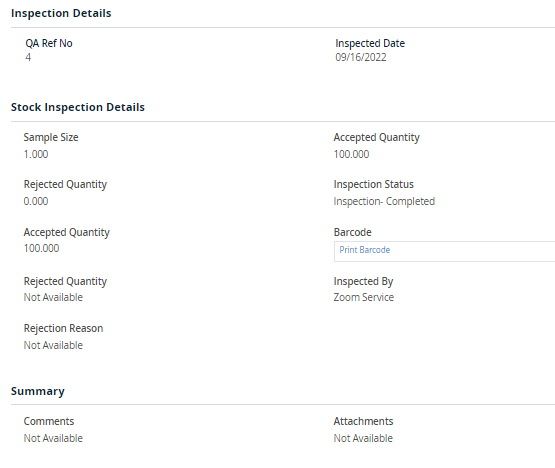 Inspection Details
QA Ref No
4
Inspected Date
09/16/2022
Stock Inspection Details
Sample Size
1.000
Accepted Quantity
100.000
Rejected Quantity
0.000
Inspection Status
Inspection- Completed
Accepted Quantity
100.000
Barcode
Print Barcode
Rejected Quantity
Not Available
Inspected By
Zoom Service
Rejection Reason
Not Available
Summary
Comments
Not Available
Attachments
Not Available